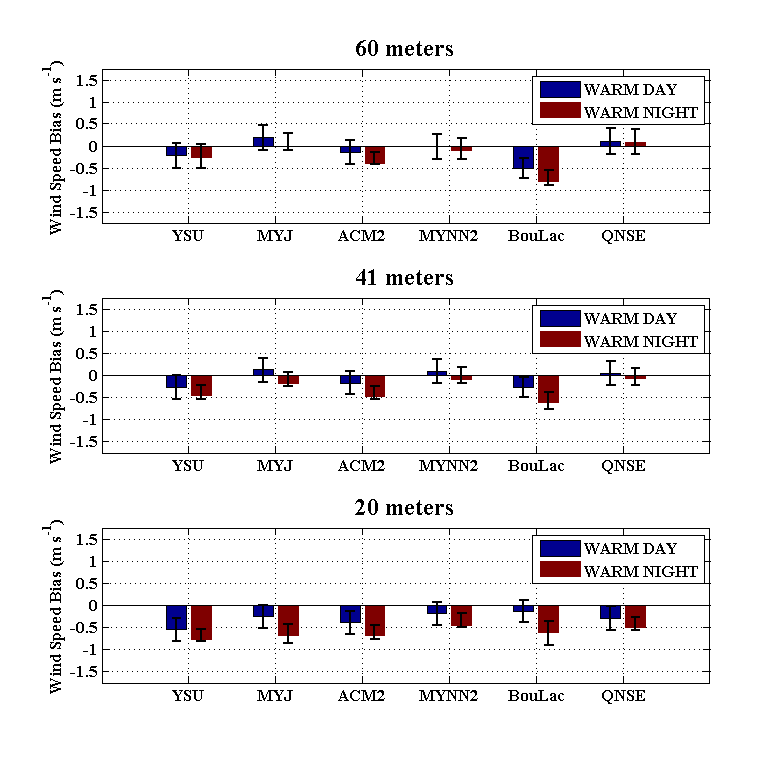 60 meters
Wind Speed Bias (m s-1)
1.5
1
0.5
0
-0.5
-1
-1.5
WARM DAY
WARM NIGHT
YSU MYJ ACM2 MYNN2 BouLac QNSE
41 meters
Wind Speed Bias (m s-1)
1.5
1
0.5
0
-0.5
-1
-1.5
WARM DAY
WARM NIGHT
YSU MYJ ACM2 MYNN2 BouLac QNSE
20 meters
Wind Speed Bias (m s-1)
1.5
1
0.5
0
-0.5
-1
-1.5
WARM DAY
WARM NIGHT
YSU MYJ ACM2 MYNN2 BouLac QNSE